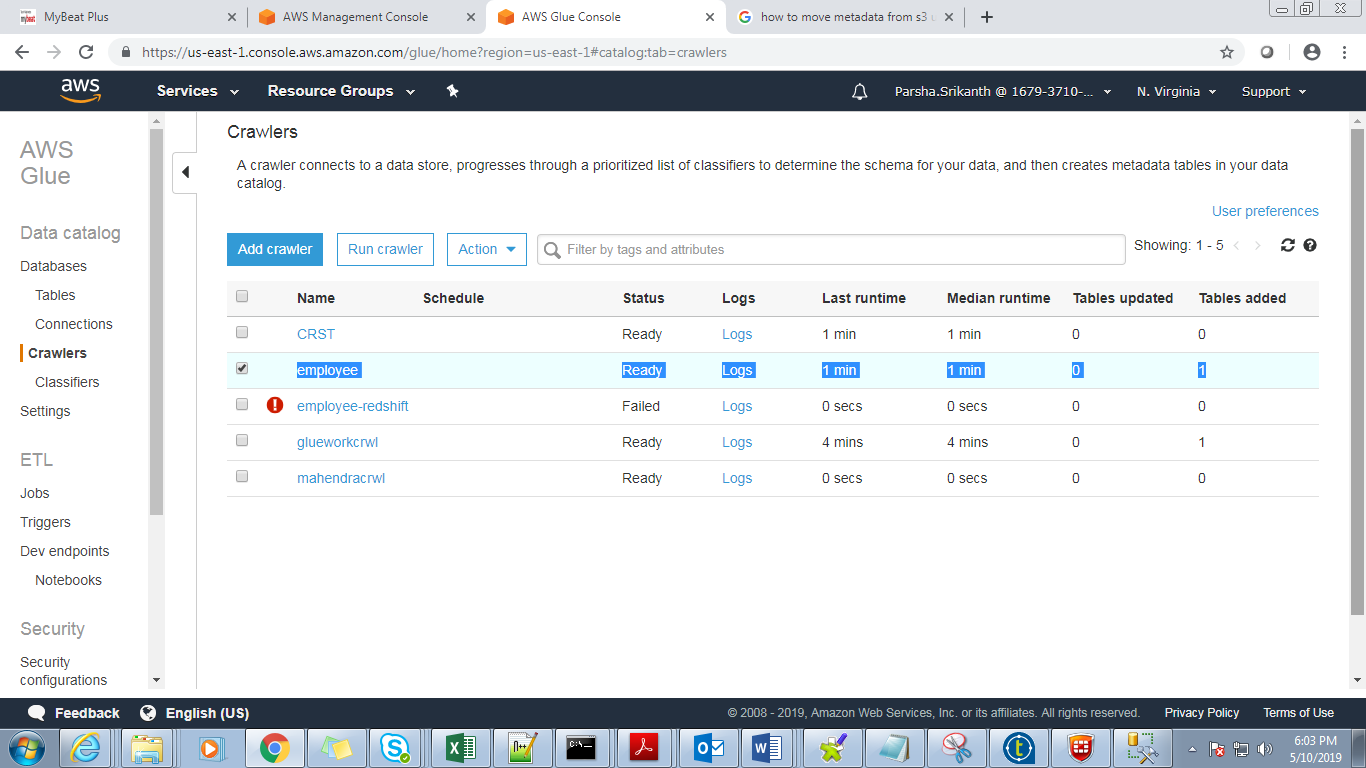 MyBeat Plus
AWS Management Console
AWS Glue Console
how to move metadata from s3
https://us-east-1.console.aws.amazon.com/glue/home?region=us-east-1#catalog:tab=crawlers
aws
Services
Resource Groups
Parsha.Srikanth @ 1679-3710-...
N. Virginia
Support
AWS
Glue
Data catalog
Databases
Tables
Connections
Crawlers
Classifiers
Settings
ETL
Jobs
Triggers
Dev endpoints
Notebooks
Security
Security
configurations
Crawlers
A crawler connects to a data store, progresses through a prioritized list of classifiers to determine the schema for your data, and then creates metadata tables in your data
catalog.
User preferences
Add crawler Run crawler Action Filter by tags and attributes Showing: 1 - 5
Name Schedule Status Logs Last runtime Median runtime Tables updated Tables added
CRST Ready Logs 1 min 1 min 0 0
employee Ready Logs 1 min 1 min 0 1
employee-redshift Failed Logs 0 secs 0 secs 0 0
glueworkcrwl Ready Logs 4 mins 4 mins 0 1
mahendracrwl Ready Logs 0 secs 0 secs 0 0
Feedback English (US) © 2008 - 2019, Amazon Web Services, Inc. or its affiliates. All rights reserved. Privacy Policy Terms of Use
6:03 PM
5/10/2019